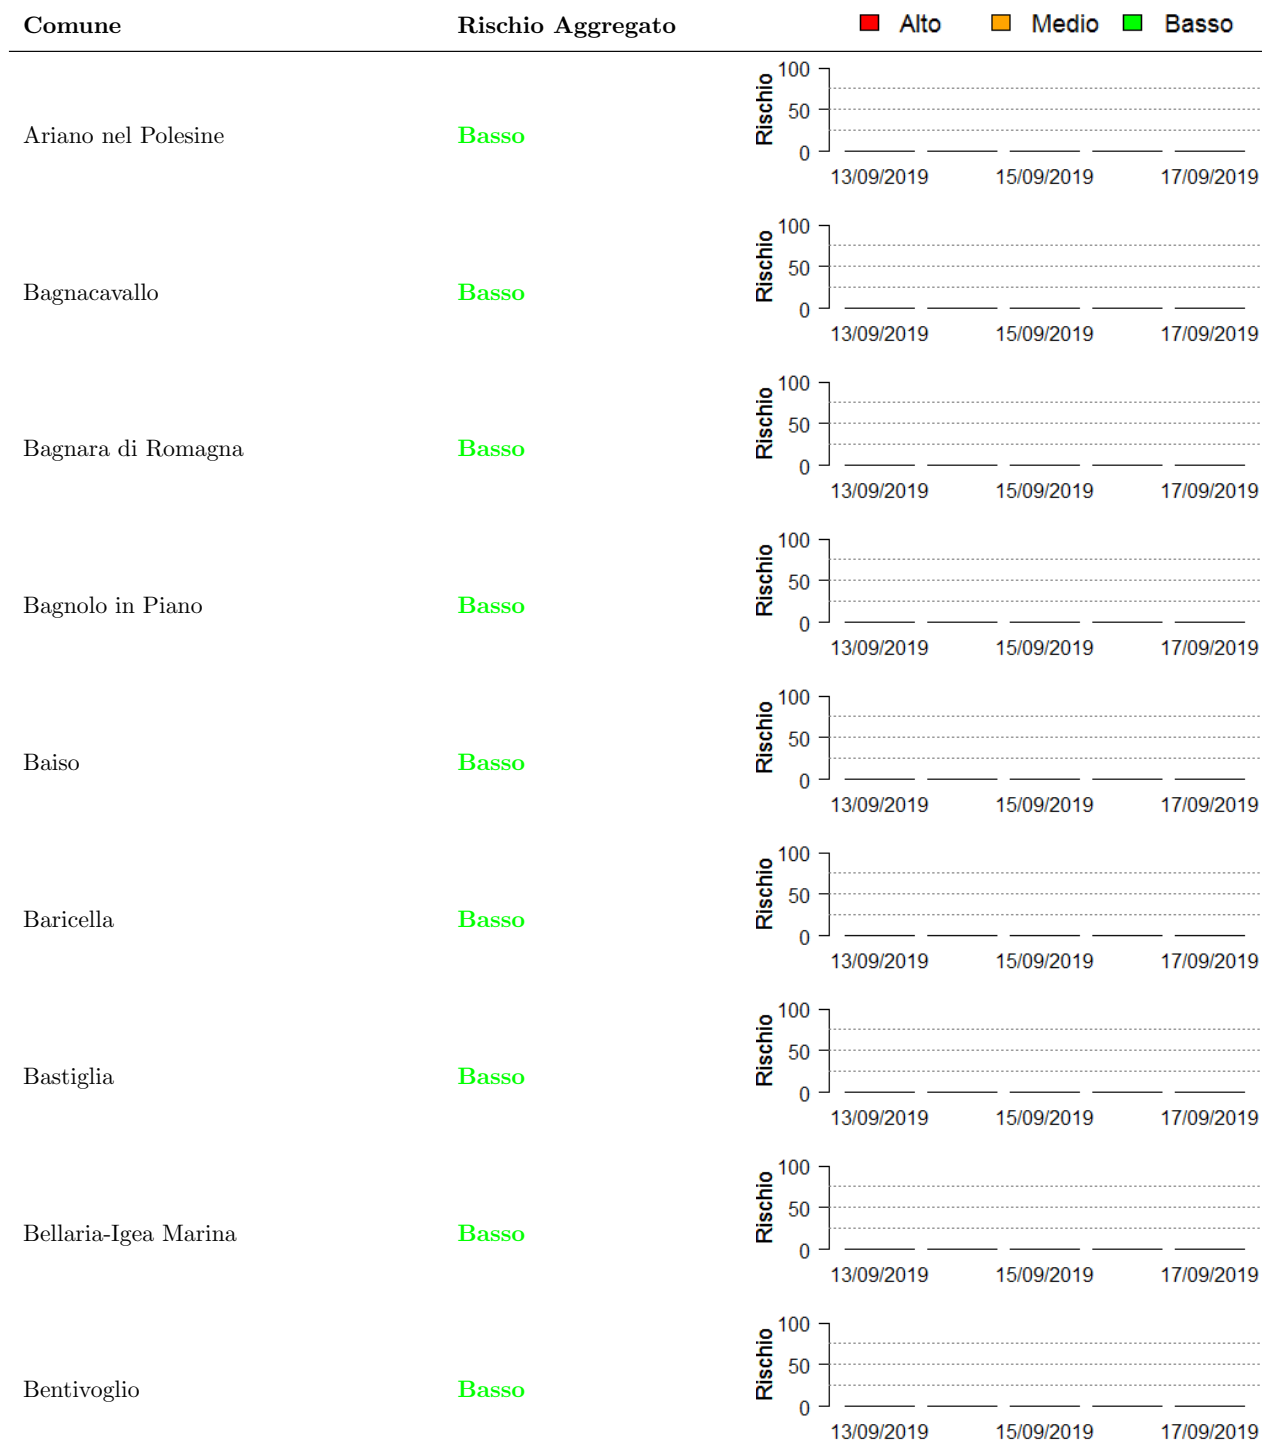 Comune Rischio Aggregato Alto Medio Basso
Ariano nel Polesine Basso
Rischio
100
50
0
13/09/2019 15/09/2019 17/09/2019
Bagnacavallo Basso
Rischio
100
50
0
13/09/2019 15/09/2019 17/09/2019
Bagnara di Romagna Basso
Rischio
100
50
0
13/09/2019 15/09/2019 17/09/2019
Bagnolo in Piano Basso
Rischio
100
50
0
13/09/2019 15/09/2019 17/09/2019
Baiso Basso
Rischio
100
50
0
13/09/2019 15/09/2019 17/09/2019
Baricella Basso
Rischio
100
50
0
13/09/2019 15/09/2019 17/09/2019
Bastiglia Basso
Rischio
100
50
0
13/09/2019 15/09/2019 17/09/2019
Bellaria-Igea Marina Basso
Rischio
100
50
0
13/09/2019 15/09/2019 17/09/2019
Bentivoglio Basso
Rischio
100
50
0
13/09/2019 15/09/2019 17/09/2019